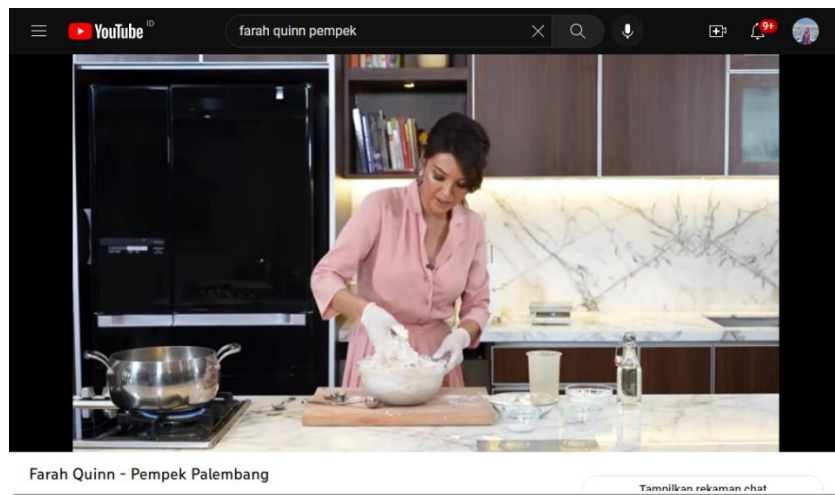 YouTube ID
farah quinn pempek
9+
Farah Quinn - Pempek Palembang
Tampilkan rekaman chat